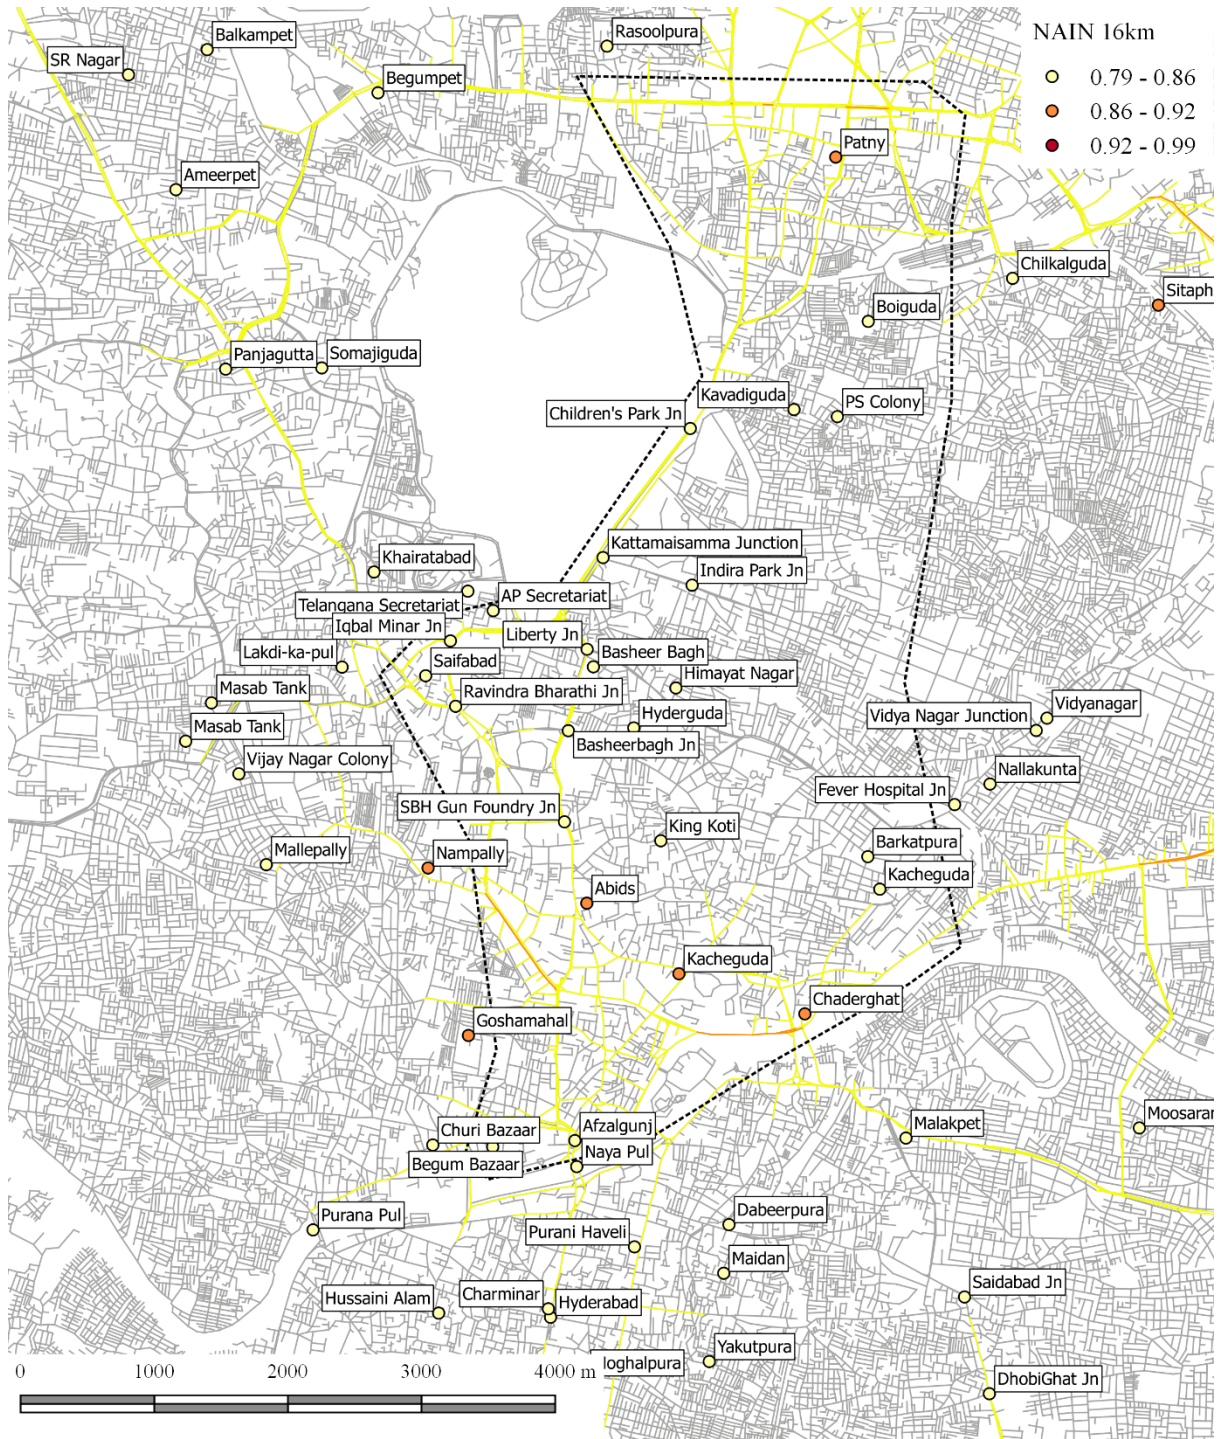 Rasoolpura
NAIN 16km
Balkampet
SR Nagar
Begumpet
0.79 - 0.86
0.86 - 0.92
0.92 - 0.99
Patny
Ameerpet
Chilkalguda
Sitaph
Boiguda
Panjagutta
Somajiguda
Kavadiguda
PS Colony
Children's Park Jn
Kattamaisamma Junction
Khairatabad
Indira Park Jn
AP Secretariat
Telangana Secretariat
Iqbal Minar Jn
Liberty Jn
Lakdi-ka-pul
Basheer Bagh
Saifabad
Himayat Nagar
Masab Tank
Ravindra Bharathi Jn
Vidyanagar
Hyderguda
Vidya Nagar Junction
Masab Tank
Basheerbagh Jn
Vijay Nagar Colony
Nallakunta
Fever Hospital Jn
SBH Gun Foundry Jn
King Koti
Barkatpura
Mallepally
Nampally
Kacheguda
Abids
Kacheguda
Chaderghat
Goshamahal
Moosaran
Afzalgunj
Churi Bazaar
Malakpet
Naya Pul
Begum Bazaar
Dabeerpura
Purana Pul
Purani Haveli
Maidan
Saidabad Jn
Charminar
Hussaini Alam
Hyderabad
Yakutpura
loghalpura
0 1000 2000 3000 4000 m
DhobiGhat Jn